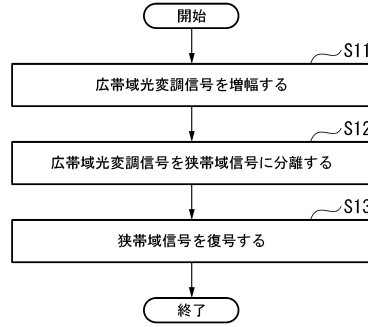 開始
S11
広帯域光変調信号を増幅する
S12
広帯域光変調信号を狭帯域信号に分離する
S13
狭帯域信号を復号する
終了